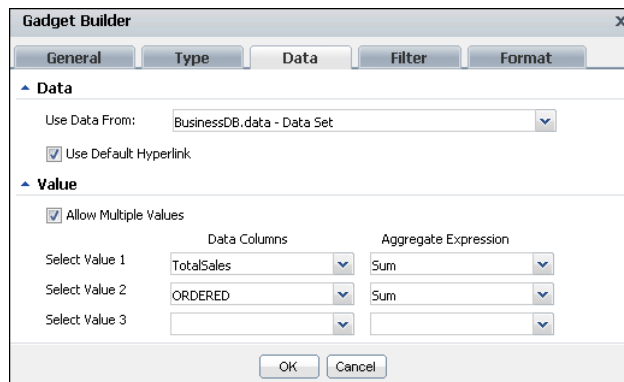 Gadget Builder x
General Type Data Filter Format
Data
Use Data From: BusinessDB.data - Data Set
Use Default Hyperlink
Value
Allow Multiple Values
Data Columns Aggregate Expression
Select Value 1 TotalSales Sum
Select Value 2 ORDERED Sum
Select Value 3
OK Cancel